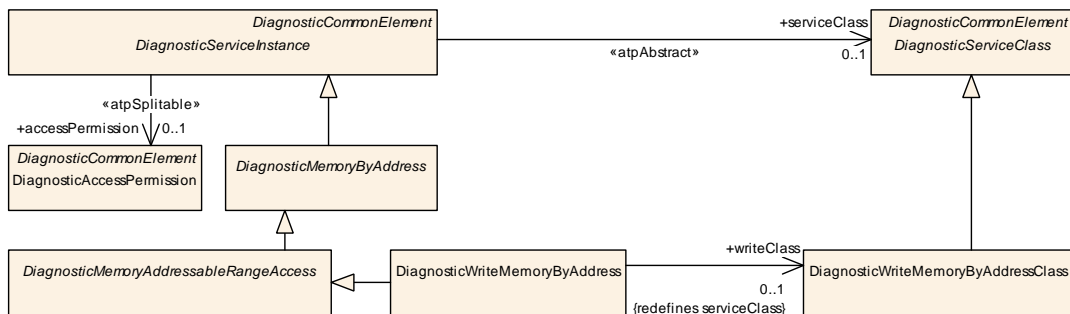 DiagnosticCommonElement
DiagnosticServiceInstance
+serviceClass
«atpAbstract»
0..1
DiagnosticCommonElement
DiagnosticServiceClass
«atpSplitable»
+accessPermission
0..1
DiagnosticCommonElement
DiagnosticAccessPermission
DiagnosticMemoryByAddress
DiagnosticMemoryAddressableRangeAccess
DiagnosticWriteMemoryByAddress
+writeClass
0..1
{redefines serviceClass}
DiagnosticWriteMemoryByAddressClass